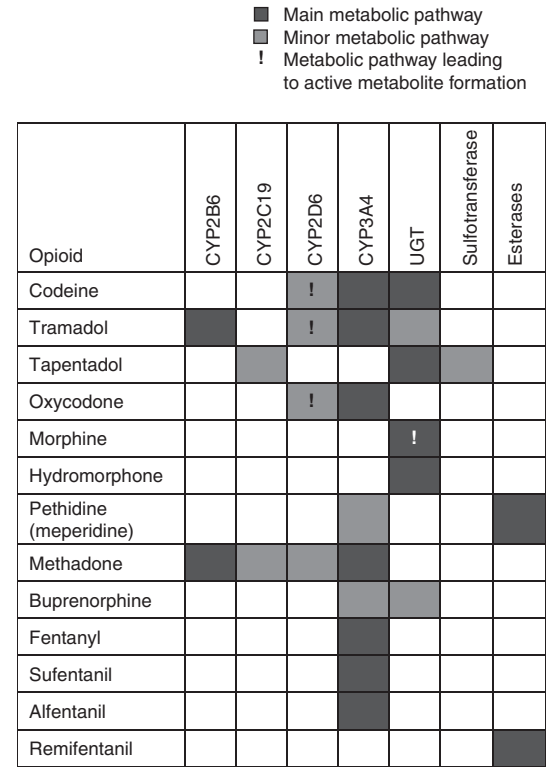 Main metabolic pathway
Minor metabolic pathway
! Metabolic pathway leading
to active metabolite formation
Opioid CYP2B6 CYP2C19 CYP2D6 CYP3A4 UGT Sulfotransferase Esterases
Codeine !
Tramadol !
Tapentadol
Oxycodone !
Morphine !
Hydromorphone
Pethidine
(meperidine)
Methadone
Buprenorphine
Fentanyl
Sufentanil
Alfentanil
Remifentanil